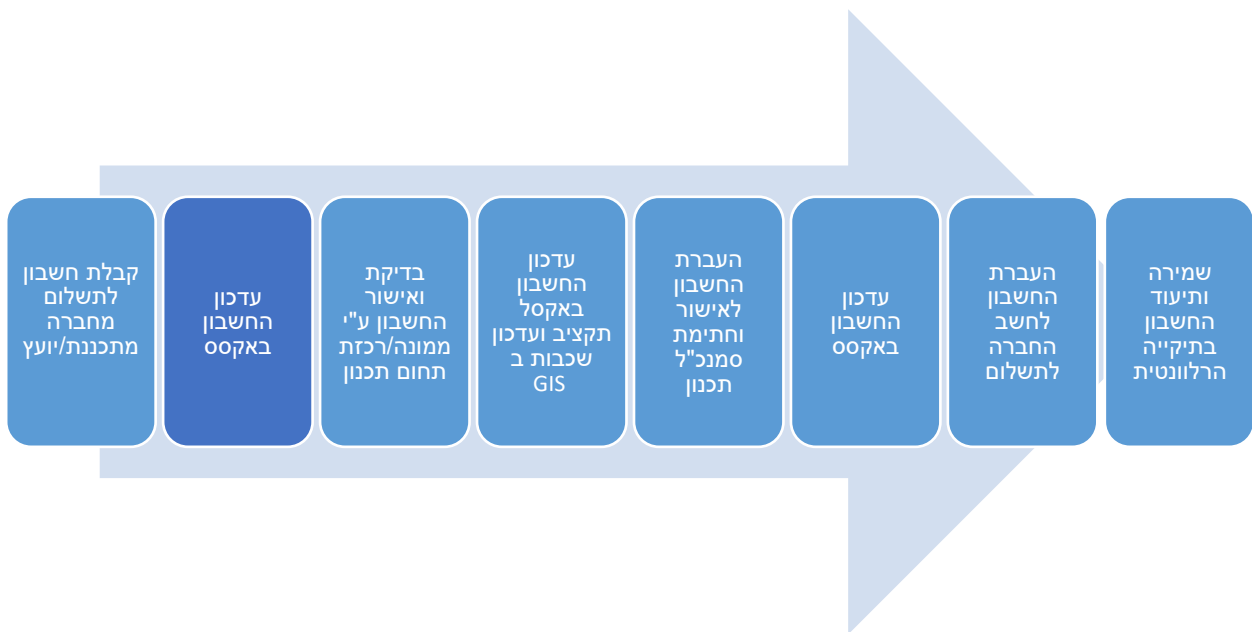 קבלת חשבון
לתשלום
מחברה
מתכננת/יועץ
עדכון
החשבון
באקסס
בדיקת
ואישור
החשבון ע"י
ממונה/רכזת
תחום תכנון
עדכון
החשבון
באקסל
תקציב ועדכון
שכבות ב
GIS
העברת
החשבון
לאישור
וחתימת
סמנכ"ל
תכנון
עדכון
החשבון
באקסס
העברת
החשבון
לחשב
החברה
לתשלום
שמירה
ותיעוד
החשבון
בתיקייה
הרלוונטית